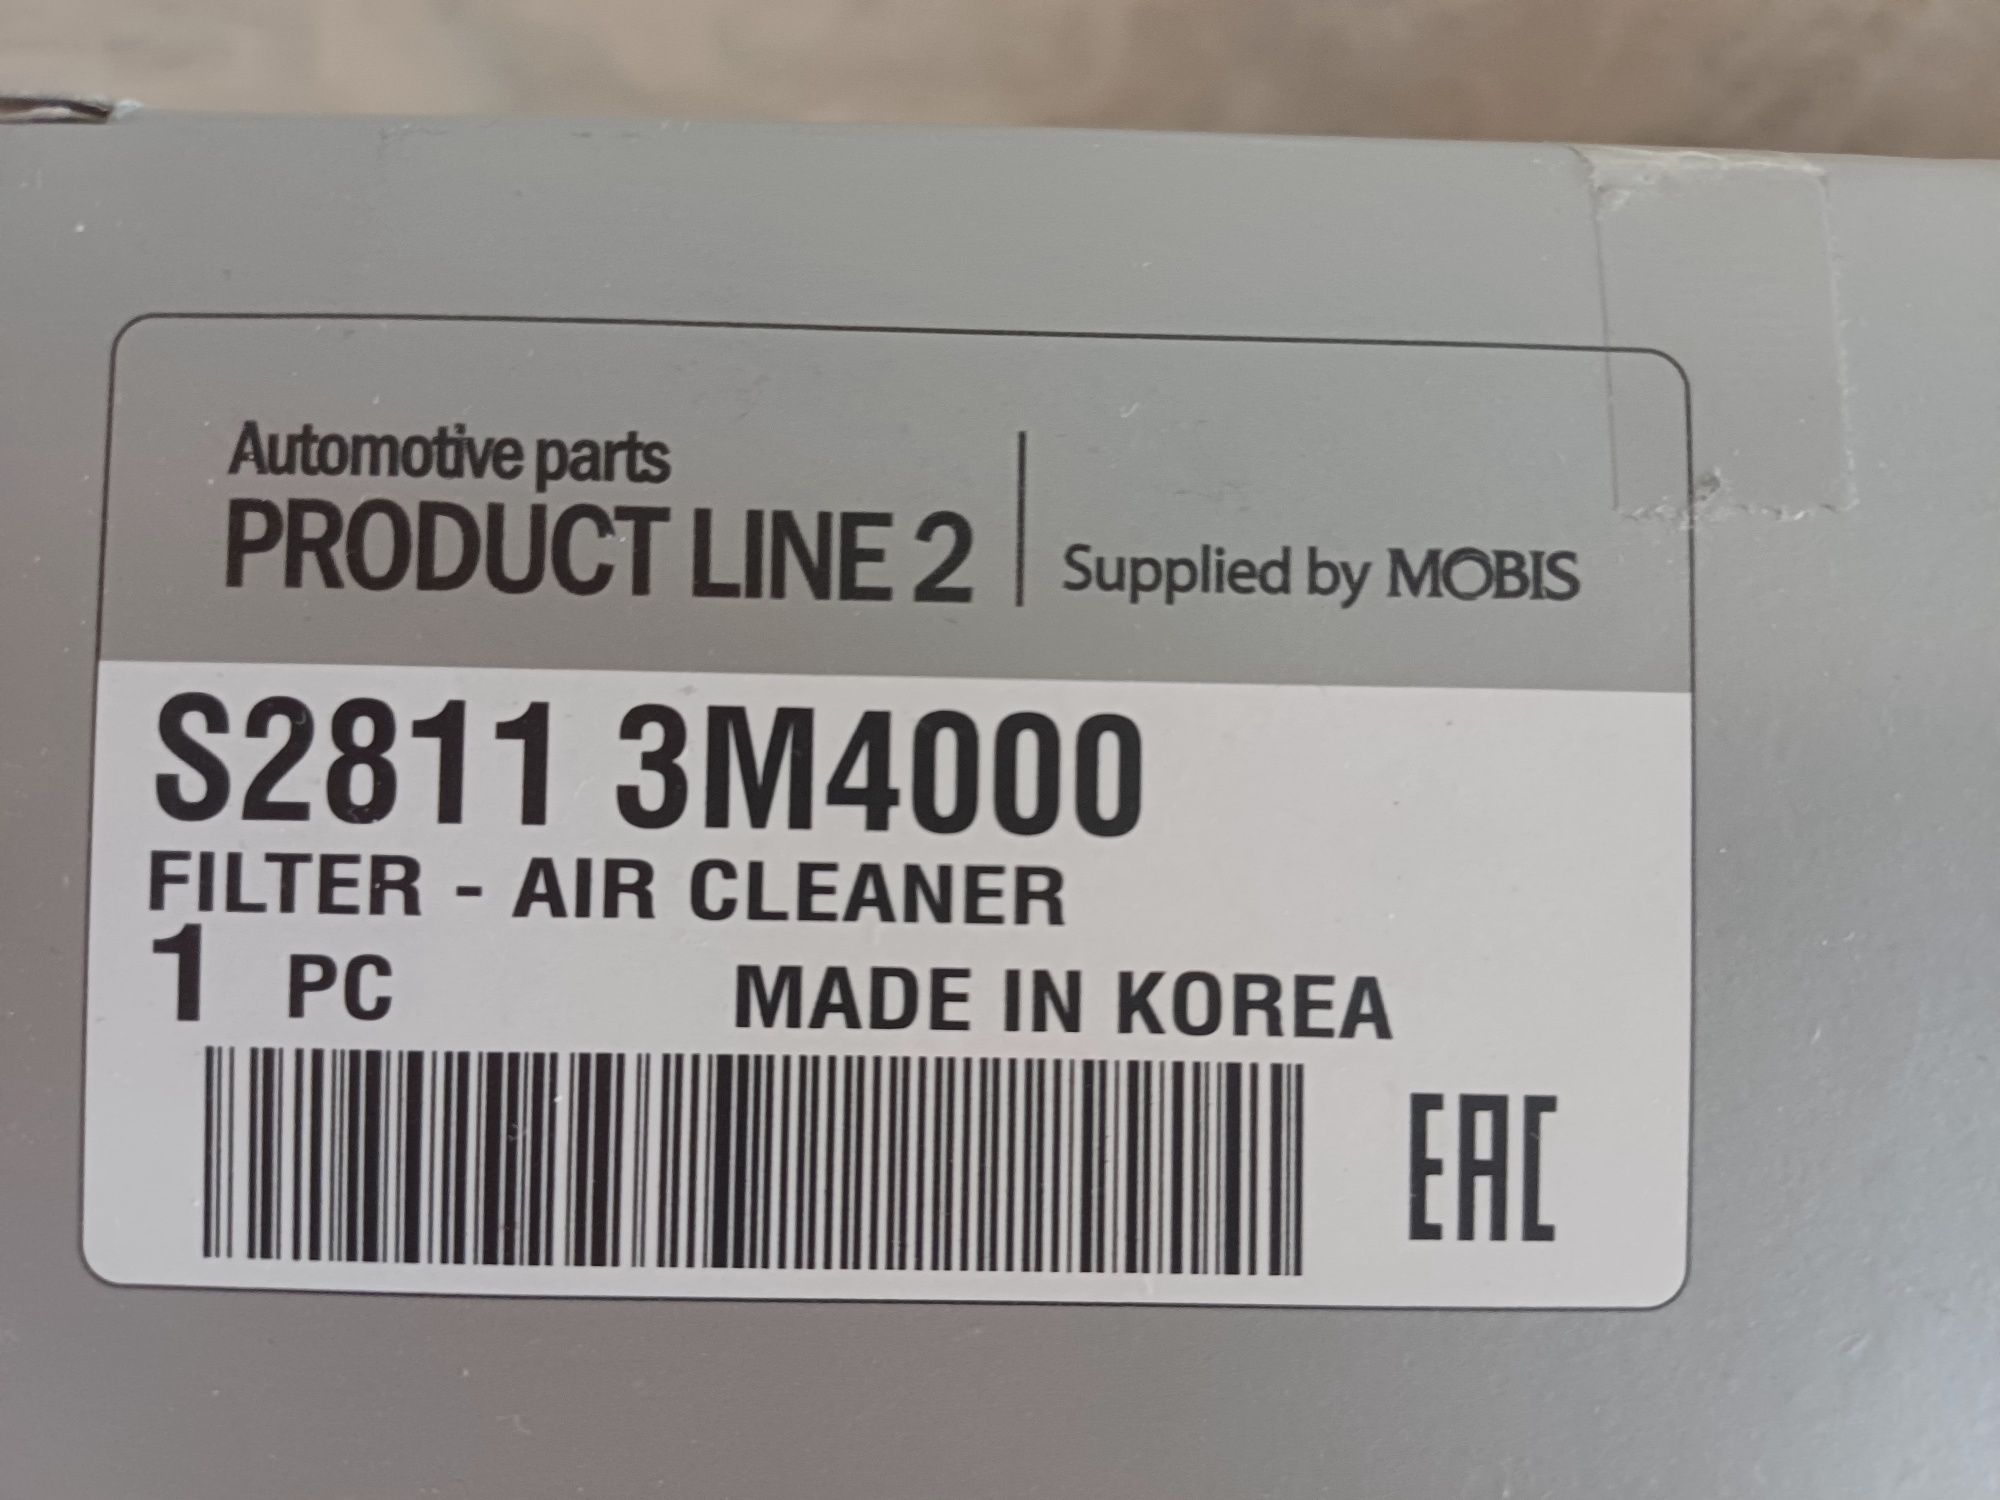 Automotive parts
PRODUCT LINE 2
Supplied by MOBIS
S2811 3M4000
FILTER - AIR CLEANER
1 PC MADE IN KOREA
EAC